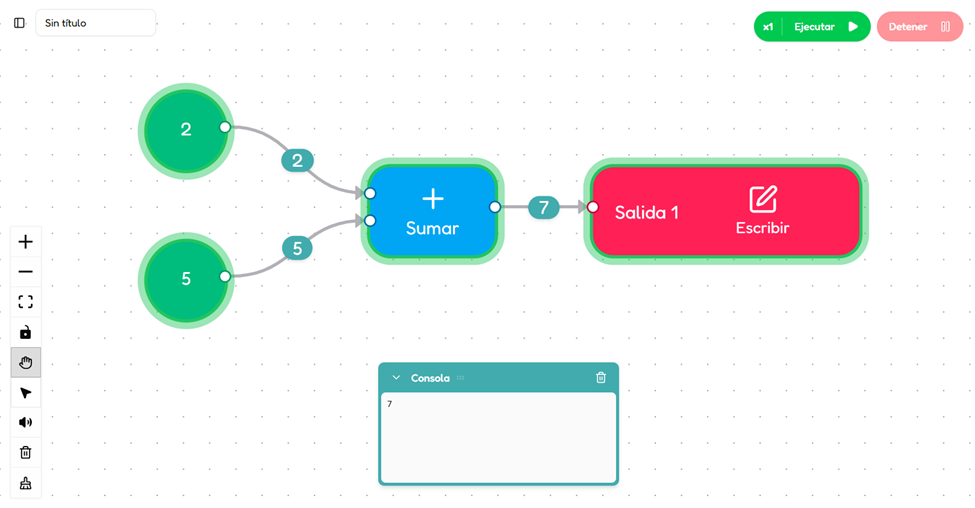 Sin título
x1 Ejecutar
Detener
2
2
5
5
Sumar
7
Salida 1
Escribir
Consola
7